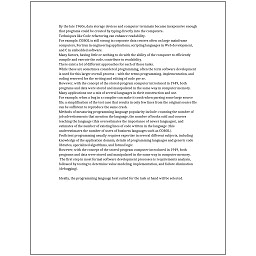 By the late 1960s, data storage devices and computer terminals became inexpensive enough
that programs could be created by typing directly into the computers.
Techniques like Code refactoring can enhance readability.
For example, COBOL is still strong in corporate data centers often on large mainframe
computers, Fortran in engineering applications, scripting languages in Web development,
and C in embedded software.
Many factors, having little or nothing to do with the ability of the computer to efficiently
compile and execute the code, contribute to readability.
There exist a lot of different approaches for each of those tasks.
While these are sometimes considered programming, often the term software development
is used for this larger overall process – with the terms programming, implementation, and
coding reserved for the writing and editing of code per se.
However, with the concept of the stored-program computer introduced in 1949, both
programs and data were stored and manipulated in the same way in computer memory.
Many applications use a mix of several languages in their construction and use.
For example, when a bug in a compiler can make it crash when parsing some large source
file, a simplification of the test case that results in only few lines from the original source file
can be sufficient to reproduce the same crash.
Methods of measuring programming language popularity include: counting the number of
job advertisements that mention the language, the number of books sold and courses
teaching the language (this overestimates the importance of newer languages), and
estimates of the number of existing lines of code written in the language (this
underestimates the number of users of business languages such as COBOL).
Proficient programming usually requires expertise in several different subjects, including
knowledge of the application domain, details of programming languages and generic code
libraries, specialized algorithms, and formal logic.
However, with the concept of the stored-program computer introduced in 1949, both
programs and data were stored and manipulated in the same way in computer memory.
The first step in most formal software development processes is requirements analysis,
followed by testing to determine value modeling, implementation, and failure elimination
(debugging).
Ideally, the programming language best suited for the task at hand will be selected.